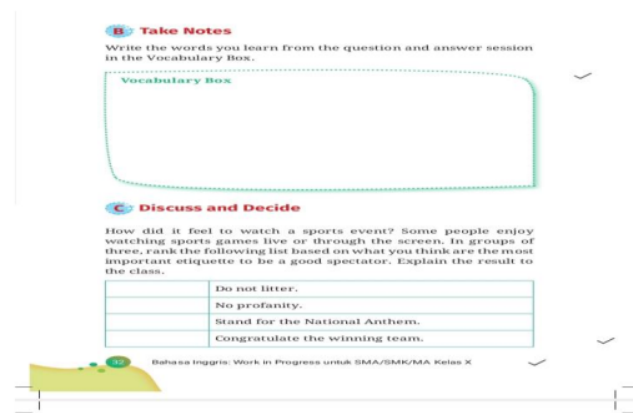 B Take Notes
Write the words you learn from the question and answer session
in the Vocabulary Box.
Vocabulary Box
C Discuss and Decide
How did it feel to watch a sports event? Some people enjoy
watching sports games live or through the screen. In groups of
three, rank the following list based on what you think are the most
important etiquette to be a good spectator. Explain the result to
the class.
Do not litter.
No profanity.
Stand for the National Anthem.
Congratulate the winning team.
32 Bahasa Inggris: Work in Progress untuk SMA/SMK/MA Kelas X